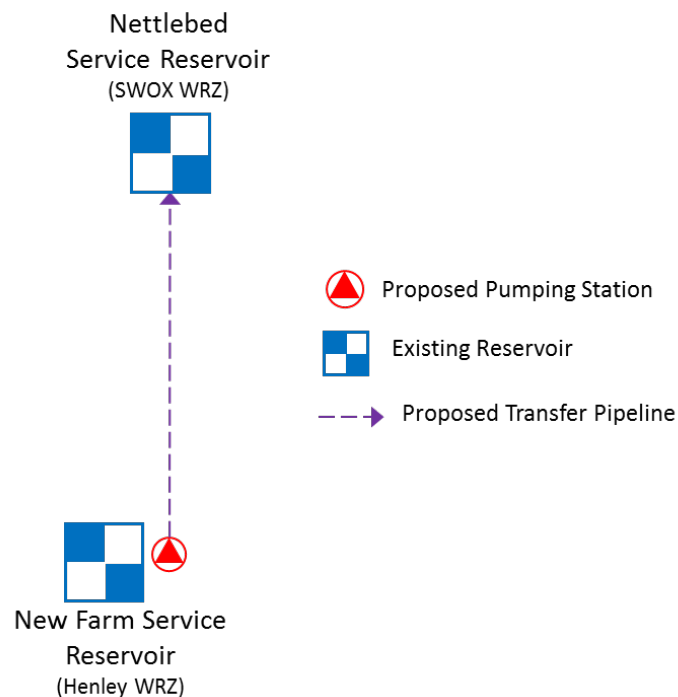 Nettlebed
Service Reservoir
(SWOX WRZ)
Proposed Pumping Station
Existing Reservoir
Proposed Transfer Pipeline
New Farm Service
Reservoir
(Henley WRZ)